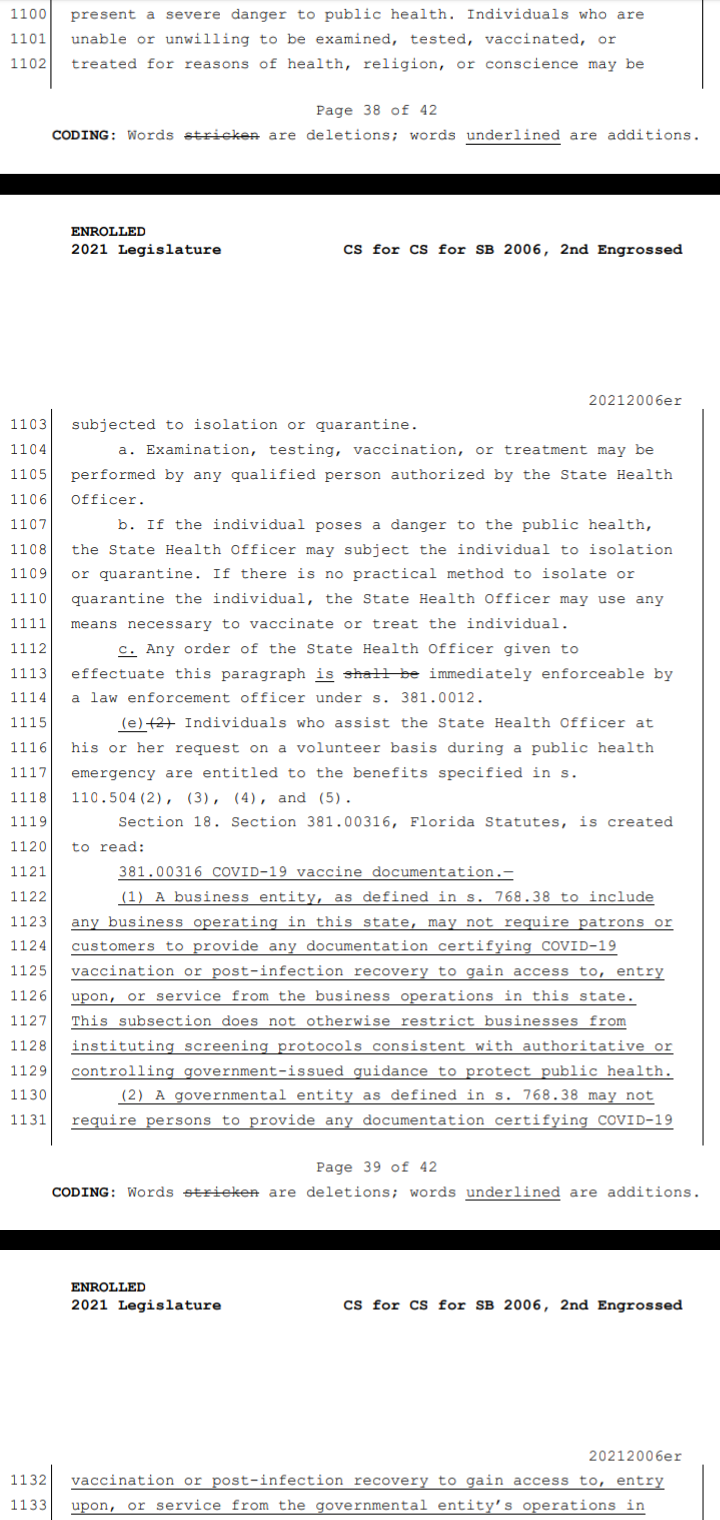 1100 present a severe danger to public health. Individuals who are
1101 unable or unwilling to be examined, tested, vaccinated, or
1102 treated for reasons of health, religion, or conscience may be
Page 38 of 42
CODING: Words stricken are deletions; words underlined are additions.
ENROLLED
2021 Legislature CS for CS for SB 2006, 2nd Engrossed
20212006er
1103 subjected to isolation or quarantine.
1104 a. Examination, testing, vaccination, or treatment may be
1105 performed by any qualified person authorized by the State Health
1106 Officer.
1107 b. If the individual poses a danger to the public health,
1108 the State Health Officer may subject the individual to isolation
1109 or quarantine. If there is no practical method to isolate or
1110 quarantine the individual, the State Health Officer may use any
1111 means necessary to vaccinate or treat the individual.
1112 c. Any order of the State Health Officer given to
1113 effectuate this paragraph is shall be immediately enforceable by
1114 a law enforcement officer under s. 381.0012.
1115 (e)(2) Individuals who assist the State Health Officer at
1116 his or her request on a volunteer basis during a public health
1117 emergency are entitled to the benefits specified in s.
1118 110.504(2), (3), (4), and (5).
1119 Section 18. Section 381.00316, Florida Statutes, is created
1120 to read:
1121 381.00316 COVID-19 vaccine documentation.—
1122 (1) A business entity, as defined in s. 768.38 to include
1123 any business operating in this state, may not require patrons or
1124 customers to provide any documentation certifying COVID-19
1125 vaccination or post-infection recovery to gain access to, entry
1126 upon, or service from the business operations in this state.
1127 This subsection does not otherwise restrict businesses from
1128 instituting screening protocols consistent with authoritative or
1129 controlling government-issued guidance to protect public health.
1130 (2) A governmental entity as defined in s. 768.38 may not
1131 require persons to provide any documentation certifying COVID-19
Page 39 of 42
CODING: Words stricken are deletions; words underlined are additions.
ENROLLED
2021 Legislature CS for CS for SB 2006, 2nd Engrossed
20212006er
1132 vaccination or post-infection recovery to gain access to, entry
1133 upon, or service from the governmental entity's operations in